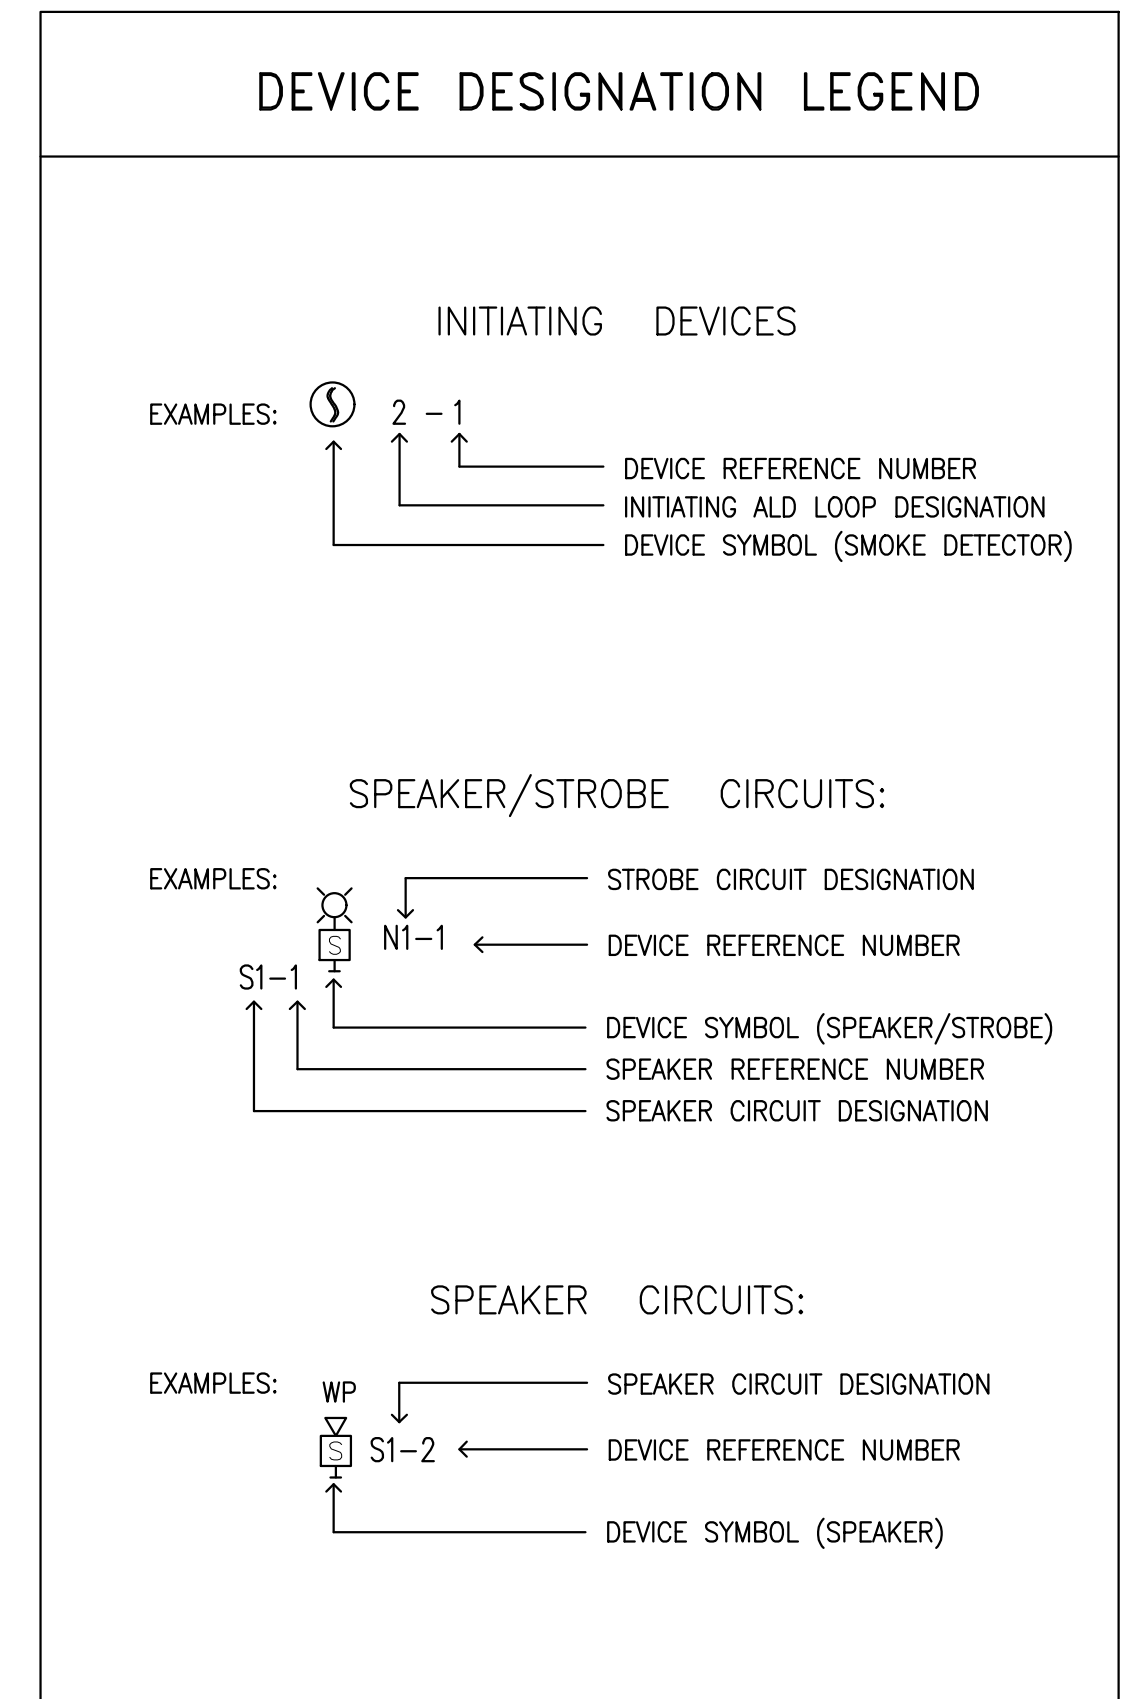 DEVICE DESIGNATION LEGEND
INITIATING DEVICES
EXAMPLES: S 2 - 1
DEVICE REFERENCE NUMBER
INITIATING ALD LOOP DESIGNATION
DEVICE SYMBOL (SMOKE DETECTOR)
SPEAKER/STROBE CIRCUITS:
EXAMPLES:
STROBE CIRCUIT DESIGNATION
S N1-1 DEVICE REFERENCE NUMBER
S1-1
DEVICE SYMBOL (SPEAKER/STROBE)
SPEAKER REFERENCE NUMBER
SPEAKER CIRCUIT DESIGNATION
SPEAKER CIRCUITS:
EXAMPLES: WP SPEAKER CIRCUIT DESIGNATION
S S1-2 DEVICE REFERENCE NUMBER
DEVICE SYMBOL (SPEAKER)